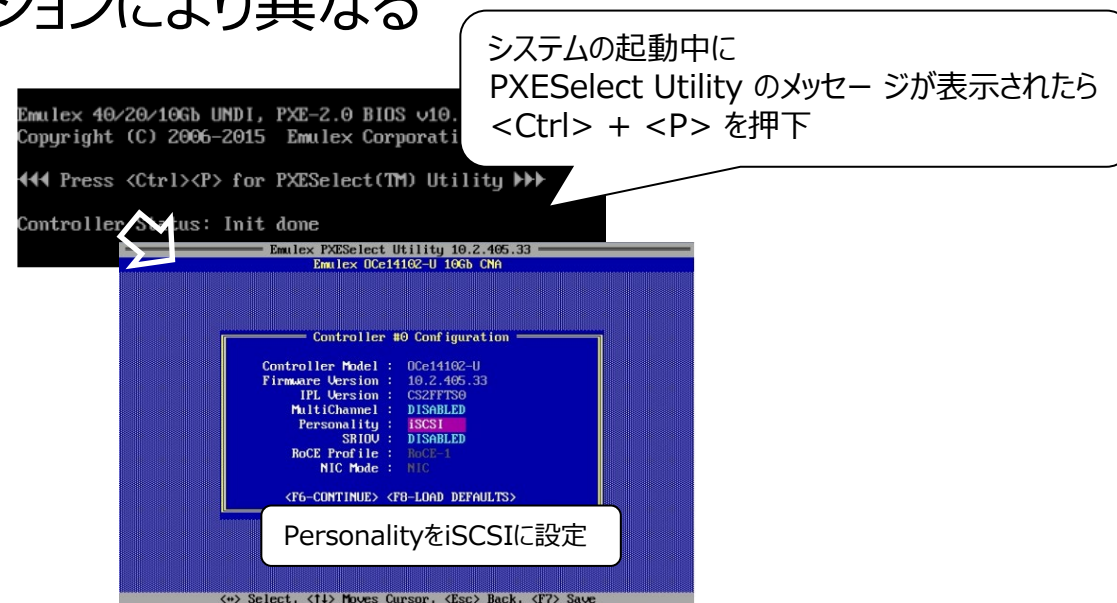 ションにより異なる
システムの起動中に
PXESelect Utility のメッセー ジが表示されたら
<Ctrl> + <P> を押下
Emulex 40/20/10Gb UNDI, PXE-2.0 BIOS v10.
Copyright (C) 2006-2015 Emulex Corporati
◄◄◄ Press <Ctrl><P> for PXESelect(TM) Utility ►►►
Controller Status: Init done
Emulex PXESelect Utility 10.2.405.33
Emulex OCe14102-U 10Gb CNA
Controller #0 Configuration
Controller Model : OCe14102-U
Firmware Version : 10.2.405.33
IPL Version : CS2FFTS0
MultiChannel : DISABLED
Personality : iSCSI
SRIOV : DISABLED
RoCE Profile : RoCE-1
NIC Mode : NIC
<F6-CONTINUE> <F8-LOAD DEFAULTS>
PersonalityをiSCSIに設定
<↔> Select, <↑↓> Moves Cursor, <Esc> Back, <F7> Save